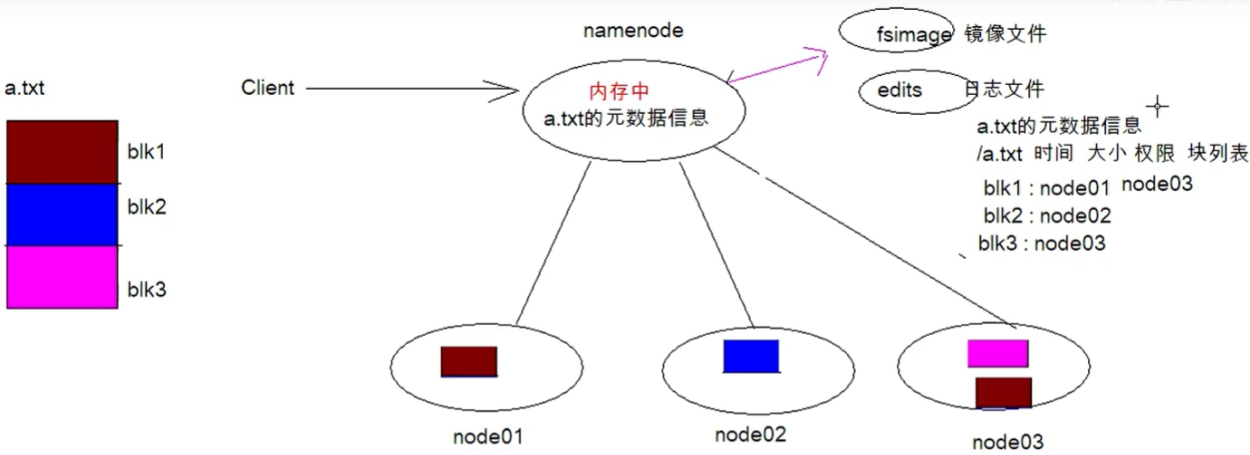 namenode
fsimage 镜像文件
a.txt
Client
内存中
a.txt的元数据信息
edits 日志文件
a.txt的元数据信息
/a.txt 时间 大小 权限 块列表
blk1 : node01 node03
blk2 : node02
blk3 : node03
blk1
blk2
blk3
node01
node02
node03